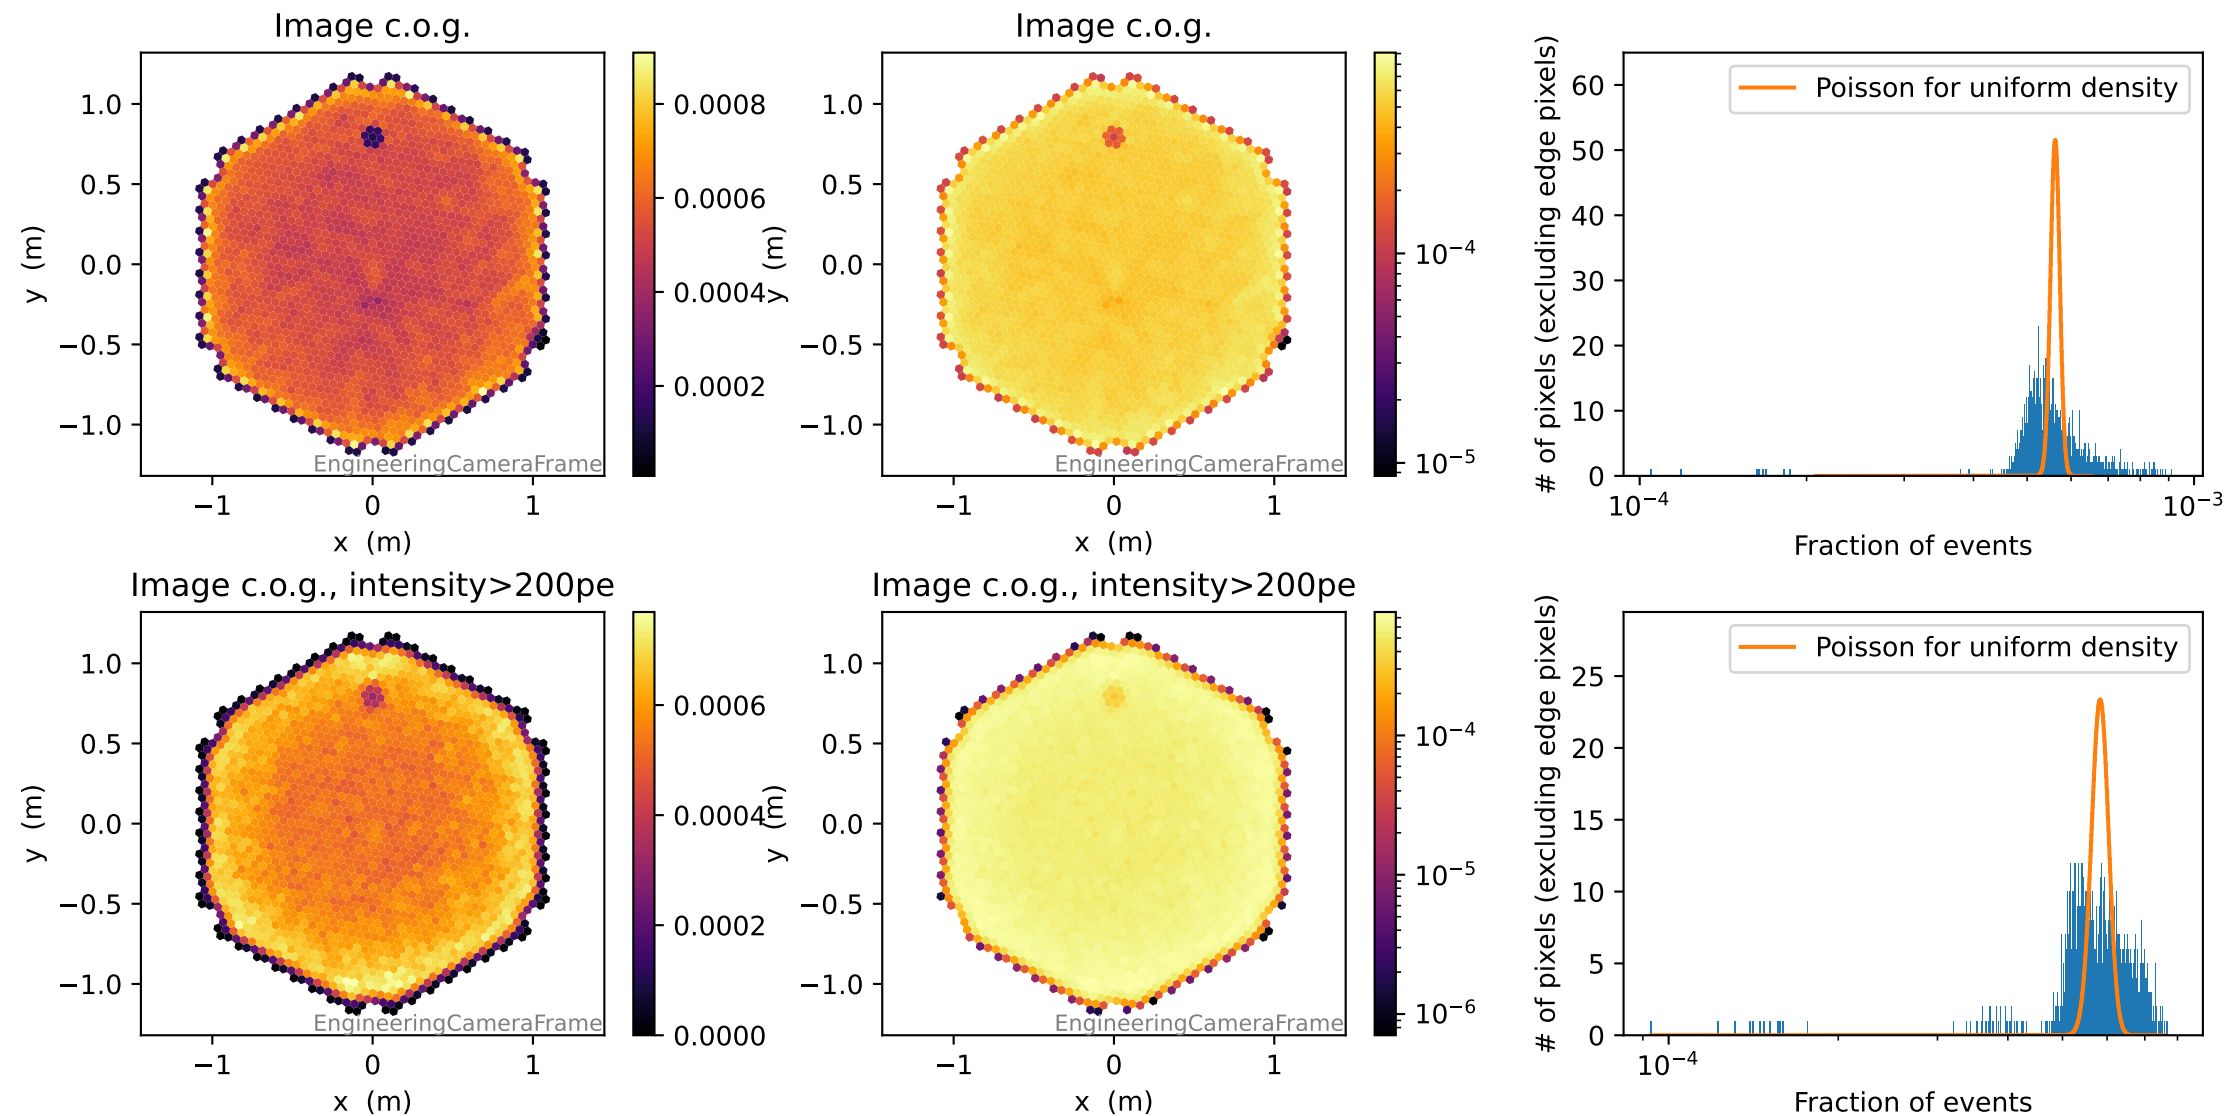 Image c.o.g.
1.0
0.5
0.0
−0.5
−1.0
y (m)
−1 0 1
x (m)
EngineeringCameraFrame
0.0008
0.0006
0.0004
0.0002
Image c.o.g.
1.0
0.5
0.0
−0.5
−1.0
y (m)
−1 0 1
x (m)
EngineeringCameraFrame
10⁻⁴
10⁻⁵
# of pixels (excluding edge pixels)
60
50
40
30
20
10
0
Poisson for uniform density
10⁻⁴ 10⁻³
Fraction of events
Image c.o.g., intensity>200pe
1.0
0.5
0.0
−0.5
−1.0
y (m)
−1 0 1
x (m)
EngineeringCameraFrame
0.0006
0.0004
0.0002
0.0000
Image c.o.g., intensity>200pe
1.0
0.5
0.0
−0.5
−1.0
y (m)
−1 0 1
x (m)
EngineeringCameraFrame
10⁻⁴
10⁻⁵
10⁻⁶
# of pixels (excluding edge pixels)
25
20
15
10
5
0
Poisson for uniform density
10⁻⁴
Fraction of events